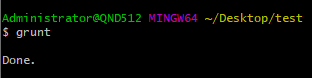 Administrator@QND512 MINGW64 ~/Desktop/test
$ grunt
Done.